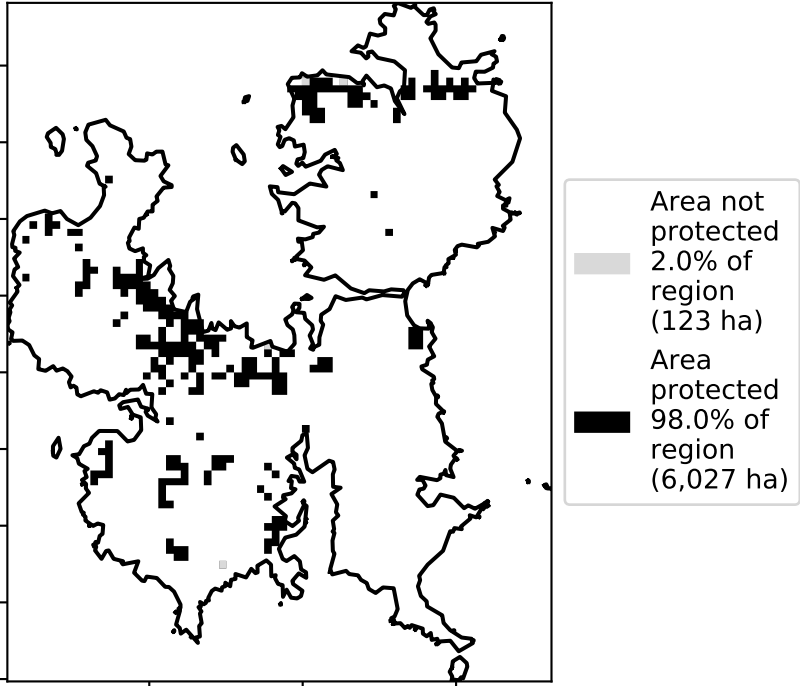 Area not
protected
2.0% of
region
(123 ha)
Area
protected
98.0% of
region
(6,027 ha)